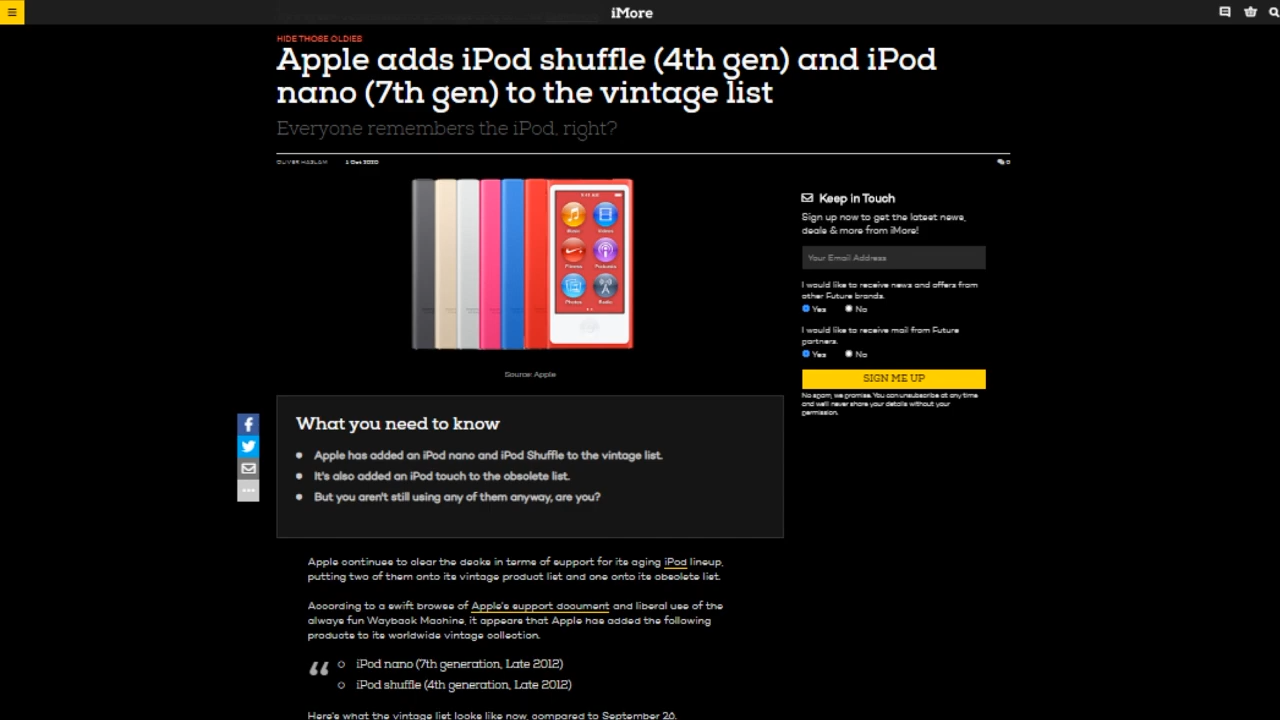 iMore
HIDE THOSE OLDIES
Apple adds iPod shuffle (4th gen) and iPod
nano (7th gen) to the vintage list
Everyone remembers the iPod, right?
OLIVER HASLAM 1 Oct 2020
0
Music
Videos
Fitness
Podcasts
Photos
Radio
Source: Apple
Keep in Touch
Sign up now to get the latest news,
deals & more from iMore!
Your Email Address
I would like to receive news and offers from
other Future brands.
Yes No
I would like to receive mail from Future
partners.
Yes No
SIGN ME UP
No spam, we promise. You can unsubscribe at any time
and we'll never share your details without your
permission.
What you need to know
Apple has added an iPod nano and iPod Shuffle to the vintage list.
It's also added an iPod touch to the obsolete list.
But you aren't still using any of them anyway, are you?
Apple continues to clear the decks in terms of support for its aging iPod lineup,
putting two of them onto its vintage product list and one onto its obsolete list.
According to a swift browse of Apple's support document and liberal use of the
always fun Wayback Machine, it appears that Apple has added the following
products to its worldwide vintage collection.
iPod nano (7th generation, Late 2012)
iPod shuffle (4th generation, Late 2012)
Here's what the vintage list looks like now, compared to September 26.